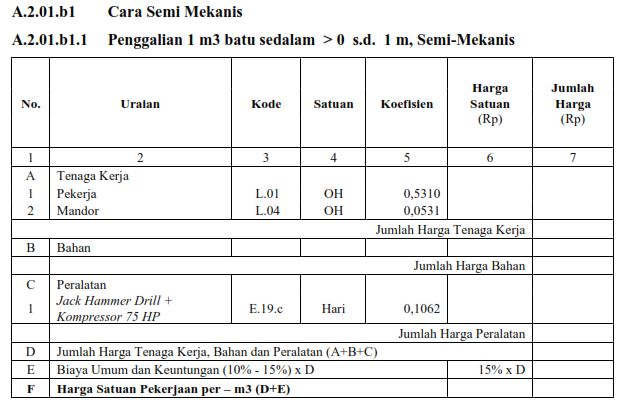 A.2.01.b1 Cara Semi Mekanis
A.2.01.b1.1 Penggalian 1 m3 batu sedalam > 0 s.d. 1 m, Semi-Mekanis
No. Uraian Kode Satuan Koefisien Harga Satuan (Rp) Jumlah Harga (Rp)
1 2 3 4 5 6 7
A Tenaga Kerja
1 Pekerja L.01 OH 0,5310
2 Mandor L.04 OH 0,0531
Jumlah Harga Tenaga Kerja
B Bahan
Jumlah Harga Bahan
C Peralatan
1 Jack Hammer Drill + Kompressor 75 HP E.19.c Hari 0,1062
Jumlah Harga Peralatan
D Jumlah Harga Tenaga Kerja, Bahan dan Peralatan (A+B+C)
E Biaya Umum dan Keuntungan (10% - 15%) x D 15% x D
F Harga Satuan Pekerjaan per – m3 (D+E)